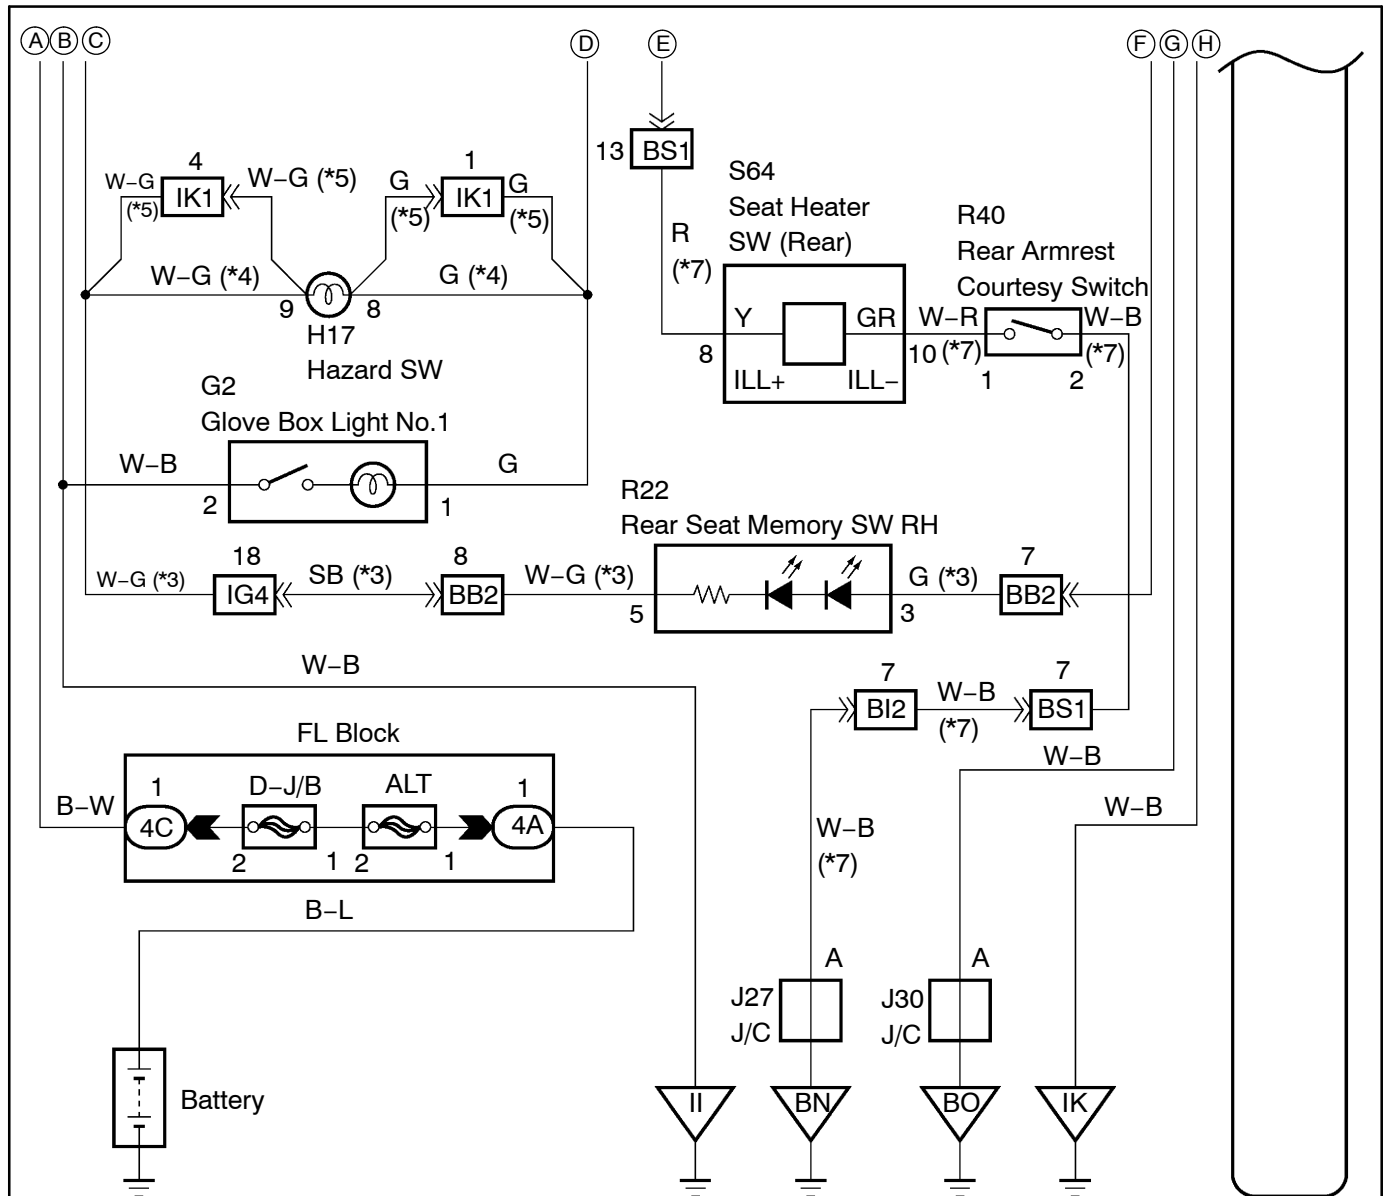 A B C D E F G H
13 BS1
4
W–G (*5) IK1 W–G (*5)
1
G (*5) IK1 G (*5)
W–G (*4) G (*4)
9 8
H17
Hazard SW
R
(*7)
S64
Seat Heater
SW (Rear)
Y GR
8 10
ILL+ ILL–
W–R
(*7)
R40
Rear Armrest
Courtesy Switch
W–B
(*7)
1 2
G2
Glove Box Light No.1
W–B G
2 1
R22
Rear Seat Memory SW RH
18 8 7
W–G (*3) IG4 SB (*3) BB2 W–G (*3) G (*3) BB2
5 3
W–B
7 7
BI2 W–B BS1
(*7)
FL Block
1 D–J/B ALT 1
B–W 4C 4A
2 1 2 1
B–L
W–B
W–B
W–B
(*7)
A A
J27
J/C
J30
J/C
Battery
II BN BO IK